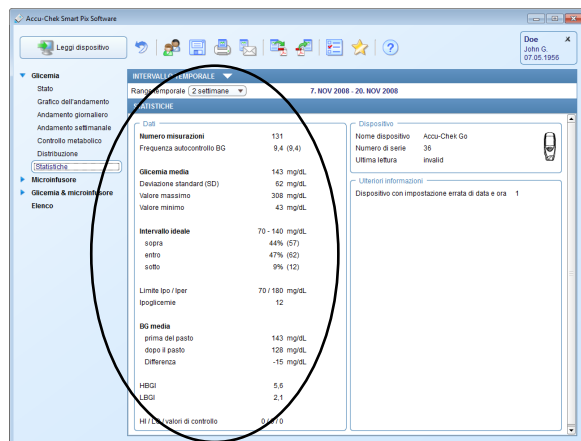 Accu-Chek Smart Pix Software
Leggi dispositivo
Doe
John G.
07.05.1956
Glicemia
Stato
Grafico dell'andamento
Andamento giornaliero
Andamento settimanale
Controllo metabolico
Distribuzione
Statistiche
Microinfusore
Glicemia & microinfusore
Elenco
INTERVALLO TEMPORALE
Range temporale 2 settimane 7. NOV 2008 - 20. NOV 2008
STATISTICHE
Dati
Numero misurazioni 131
Frequenza autocontrollo BG 9,4 (9,4)
Glicemia media 143 mg/dL
Deviazione standard (SD) 62 mg/dL
Valore massimo 308 mg/dL
Valore minimo 43 mg/dL
Intervallo ideale 70 - 140 mg/dL
sopra 44% (57)
entro 47% (62)
sotto 9% (12)
Limite Ipo / Iper 70 / 180 mg/dL
Ipoglicemie 12
BG media
prima del pasto 143 mg/dL
dopo il pasto 128 mg/dL
Differenza -15 mg/dL
HBGI 5,6
LBGI 2,1
HI / LO / valori di controllo 0 / 0 / 0
Dispositivo
Nome dispositivo Accu-Chek Go
Numero di serie 36
Ultima lettura invalid
Ulteriori informazioni
Dispositivo con impostazione errata di data e ora 1